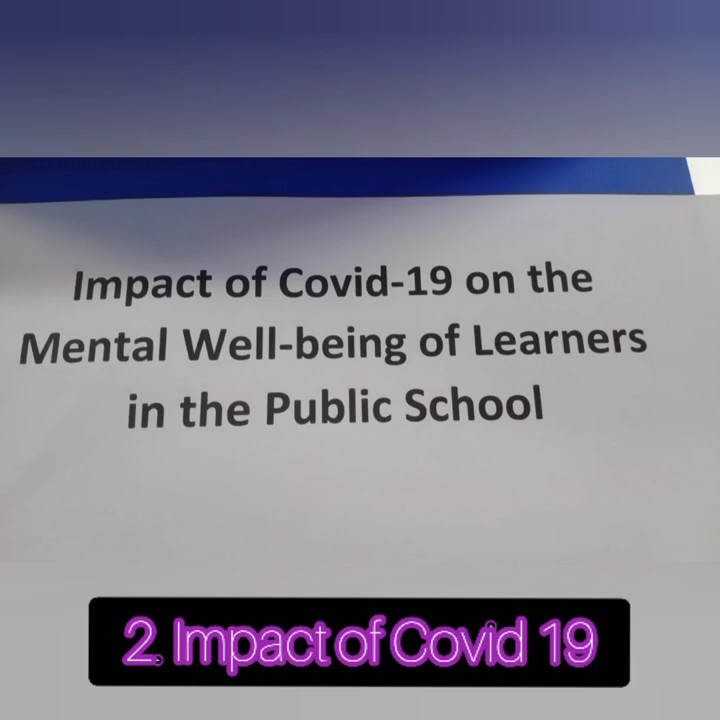 Impact of Covid-19 on the
Mental Well-being of Learners
in the Public School
2. Impact of Covid 19